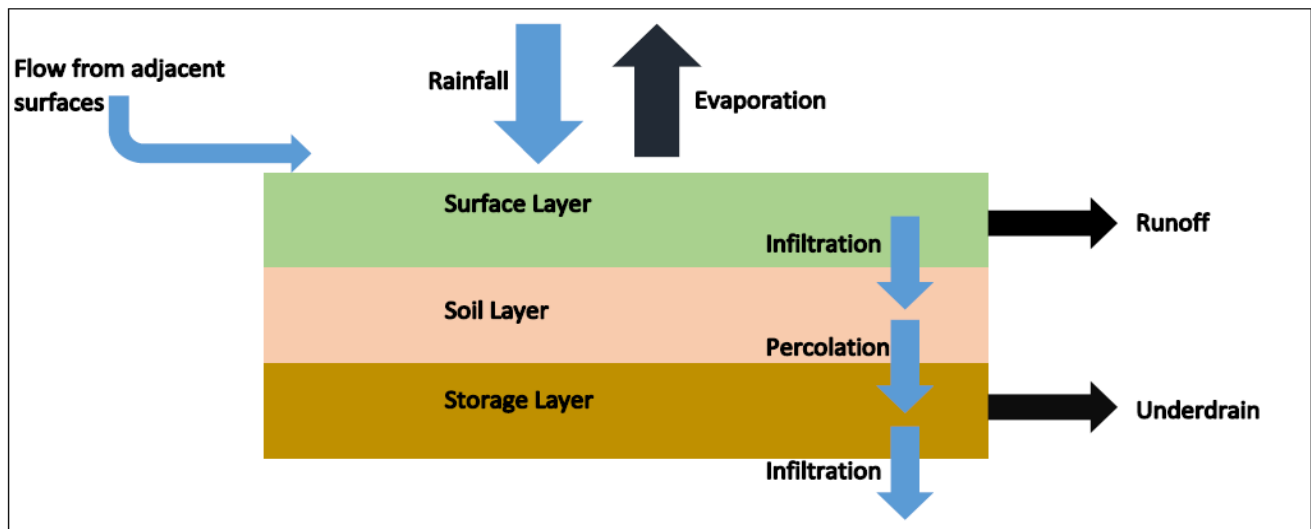 Flow from adjacent
surfaces
Rainfall
Evaporation
Surface Layer
Runoff
Infiltration
Soil Layer
Percolation
Storage Layer
Underdrain
Infiltration